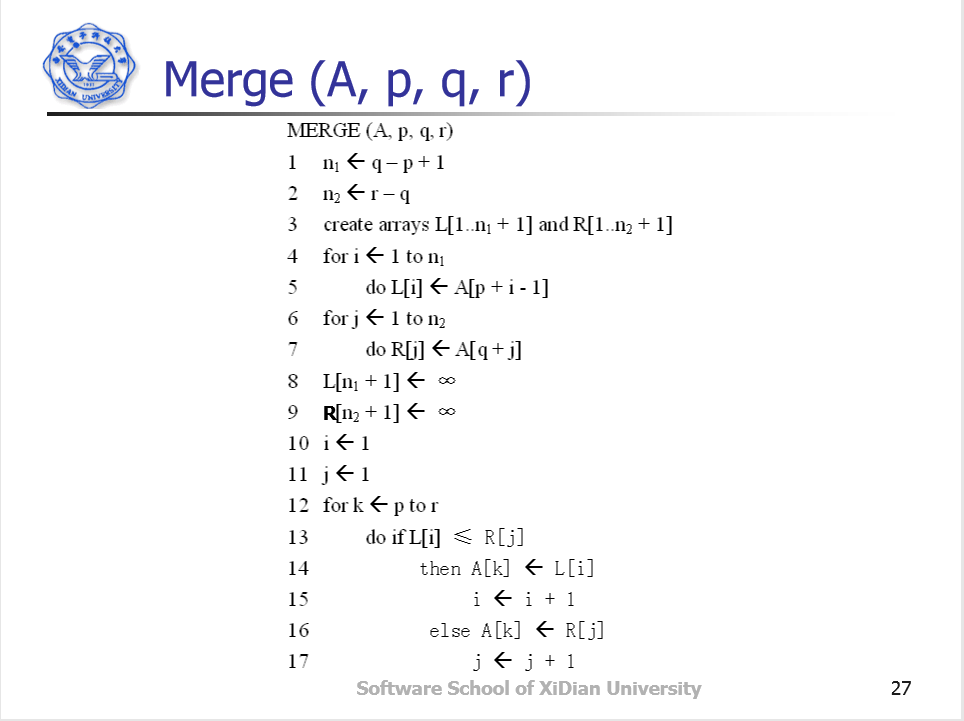 Merge (A, p, q, r)
MERGE (A, p, q, r)
1 n₁ ← q – p + 1
2 n₂ ← r – q
3 create arrays L[1..n₁ + 1] and R[1..n₂ + 1]
4 for i ← 1 to n₁
5 do L[i] ← A[p + i - 1]
6 for j ← 1 to n₂
7 do R[j] ← A[q + j]
8 L[n₁ + 1] ← ∞
9 R[n₂ + 1] ← ∞
10 i ← 1
11 j ← 1
12 for k ← p to r
13 do if L[i] ≤ R[j]
14 then A[k] ← L[i]
15 i ← i + 1
16 else A[k] ← R[j]
17 j ← j + 1
Software School of XiDian University
27